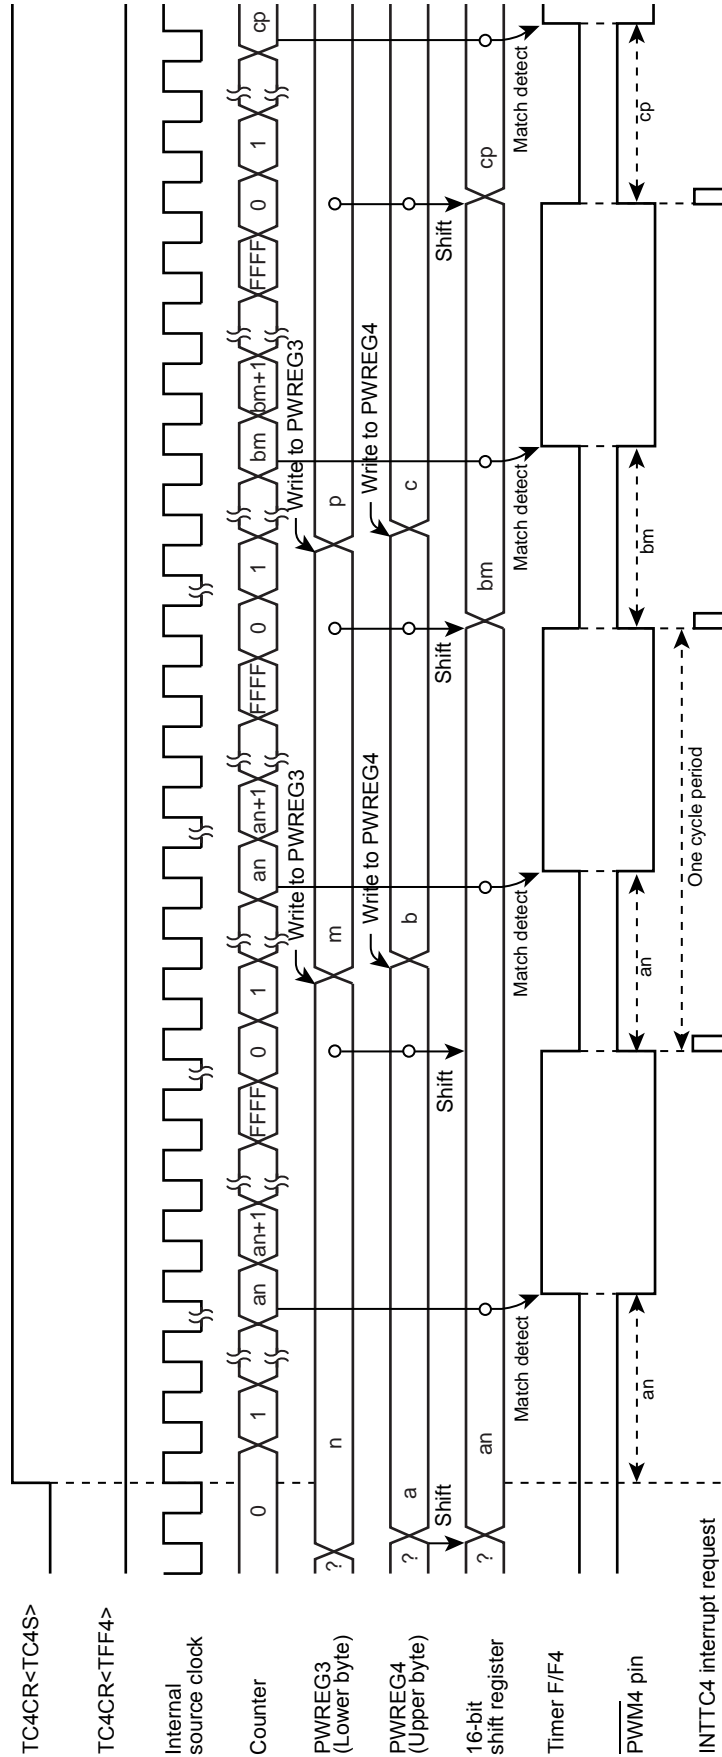 TC4CR<TC4S>
TC4CR<TFF4>
Internal
source clock
Counter 0 1 an an+1 FFFF 0 1 an an+1 FFFF 0 1 bm bm+1 FFFF 0 1 cp
Write to PWREG3 Write to PWREG3
PWREG3
(Lower byte) ? n m p
Write to PWREG4 Write to PWREG4
PWREG4
(Upper byte) ? a b c
Shift Shift Shift Shift
16-bit
shift register ? an bm cp
Match detect Match detect Match detect Match detect
Timer F/F4
PWM4 pin an an bm cp
One cycle period
INTTC4 interrupt request